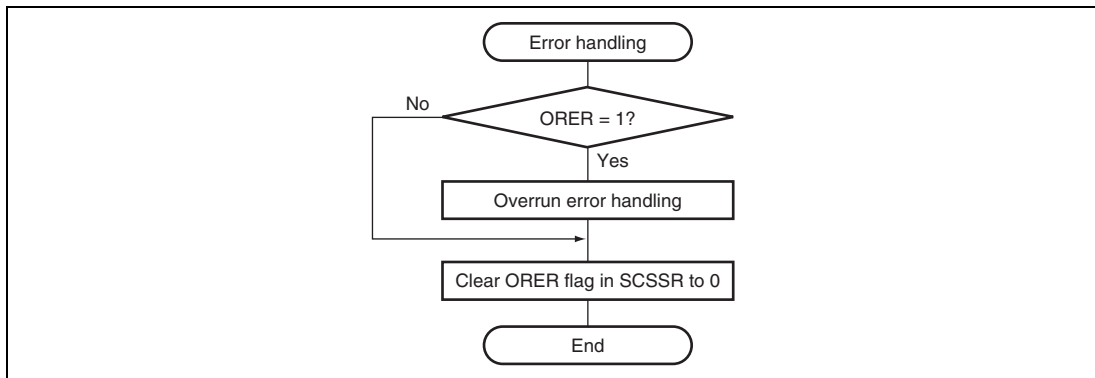 Error handling
No
ORER = 1?
Yes
Overrun error handling
Clear ORER flag in SCSSR to 0
End